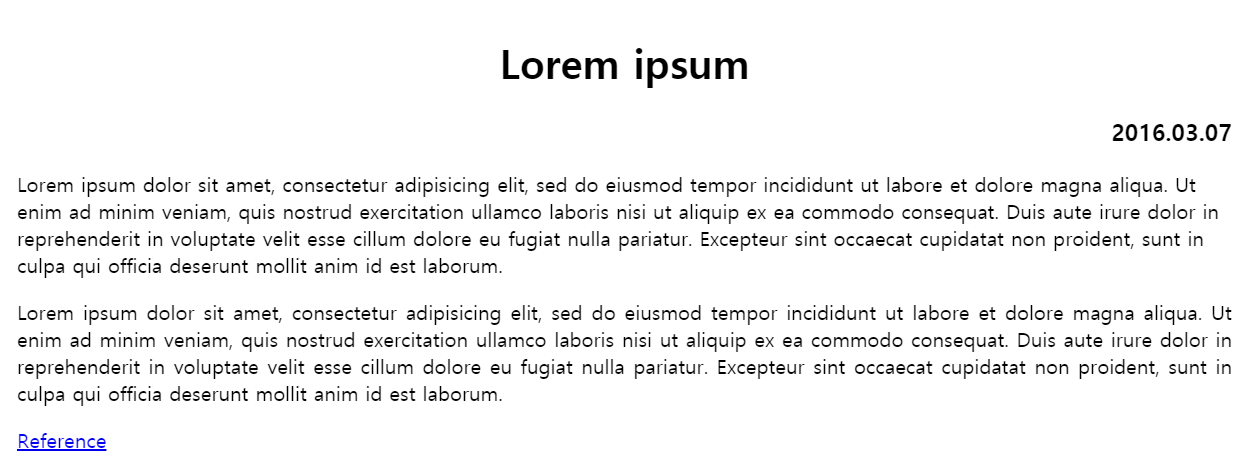 Lorem ipsum
2016.03.07
Lorem ipsum dolor sit amet, consectetur adipisicing elit, sed do eiusmod tempor incididunt ut labore et dolore magna aliqua. Ut
enim ad minim veniam, quis nostrud exercitation ullamco laboris nisi ut aliquip ex ea commodo consequat. Duis aute irure dolor in
reprehenderit in voluptate velit esse cillum dolore eu fugiat nulla pariatur. Excepteur sint occaecat cupidatat non proident, sunt in
culpa qui officia deserunt mollit anim id est laborum.
Lorem ipsum dolor sit amet, consectetur adipisicing elit, sed do eiusmod tempor incididunt ut labore et dolore magna aliqua. Ut
enim ad minim veniam, quis nostrud exercitation ullamco laboris nisi ut aliquip ex ea commodo consequat. Duis aute irure dolor in
reprehenderit in voluptate velit esse cillum dolore eu fugiat nulla pariatur. Excepteur sint occaecat cupidatat non proident, sunt in
culpa qui officia deserunt mollit anim id est laborum.
Reference